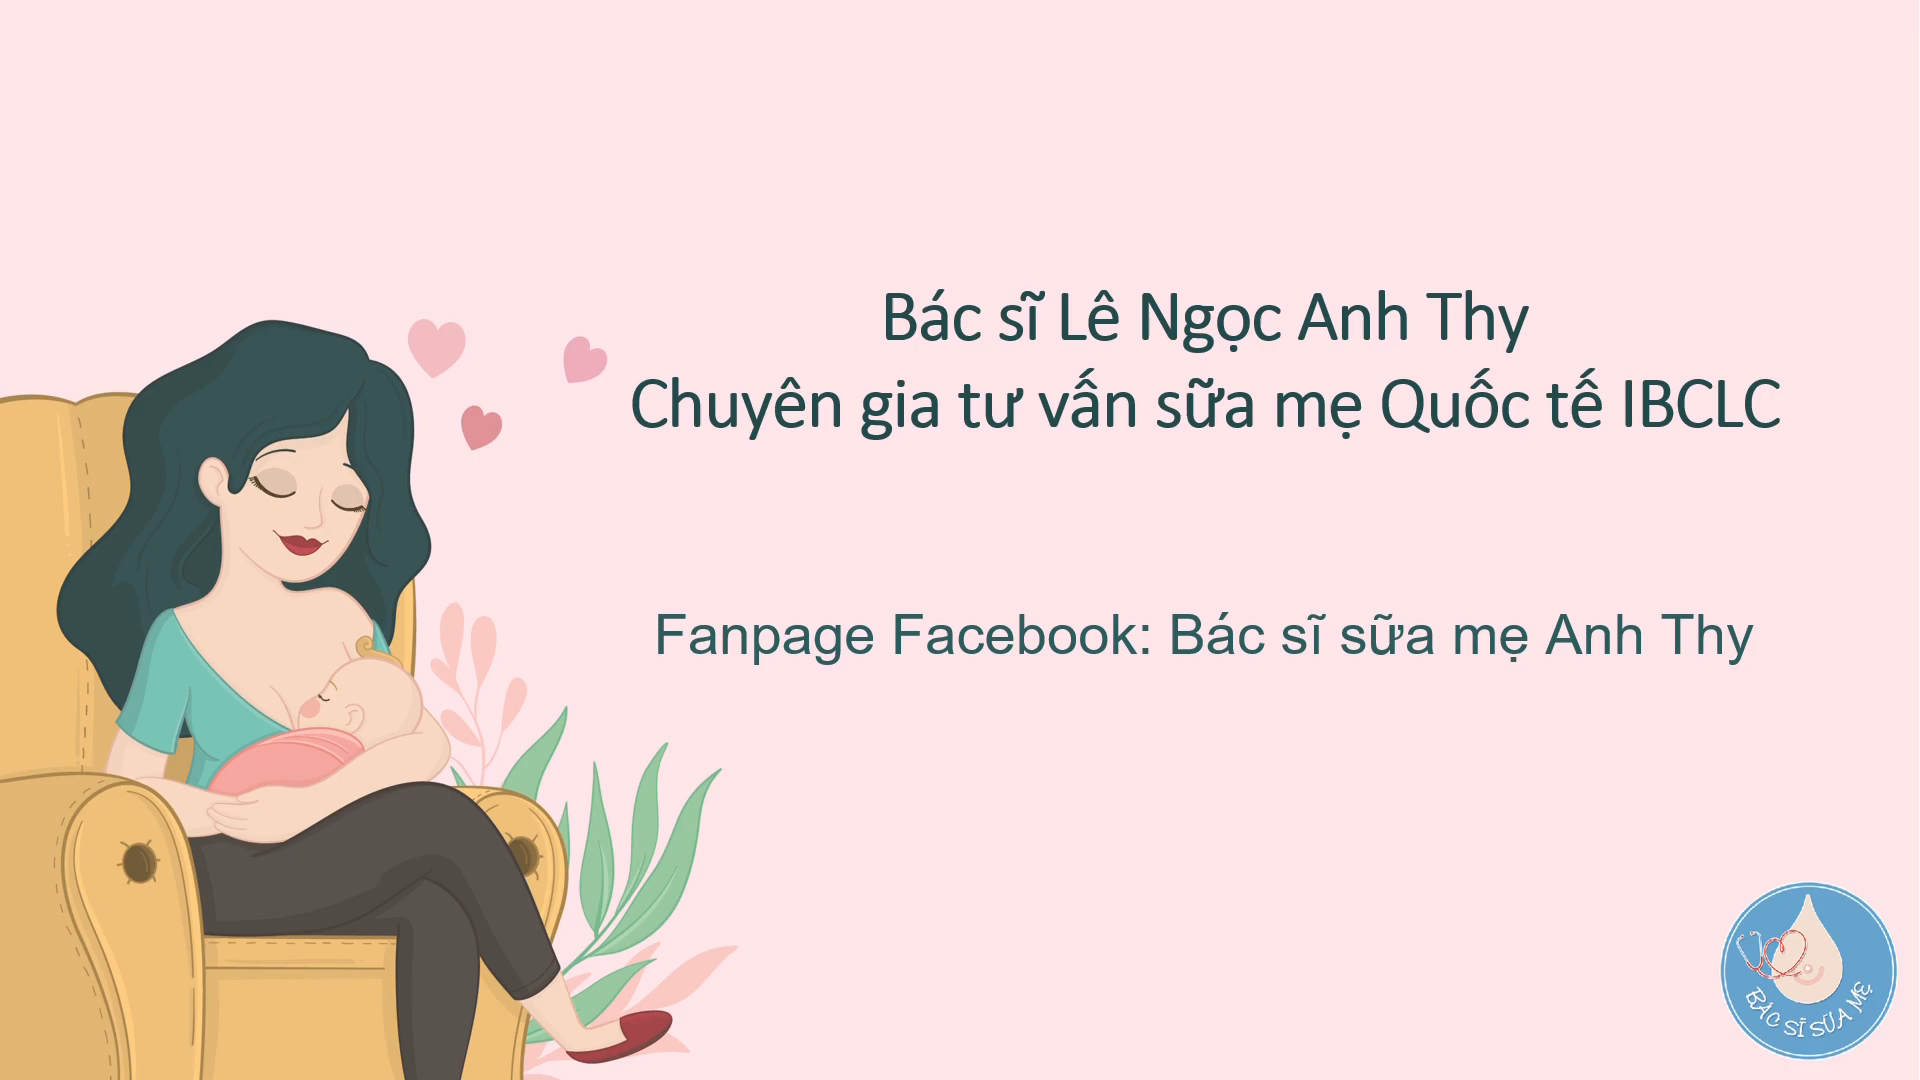 Bác sĩ Lê Ngọc Anh Thy
Chuyên gia tư vấn sữa mẹ Quốc tế IBCLC
Fanpage Facebook: Bác sĩ sữa mẹ Anh Thy
BÁC SĨ SỮA MẸ